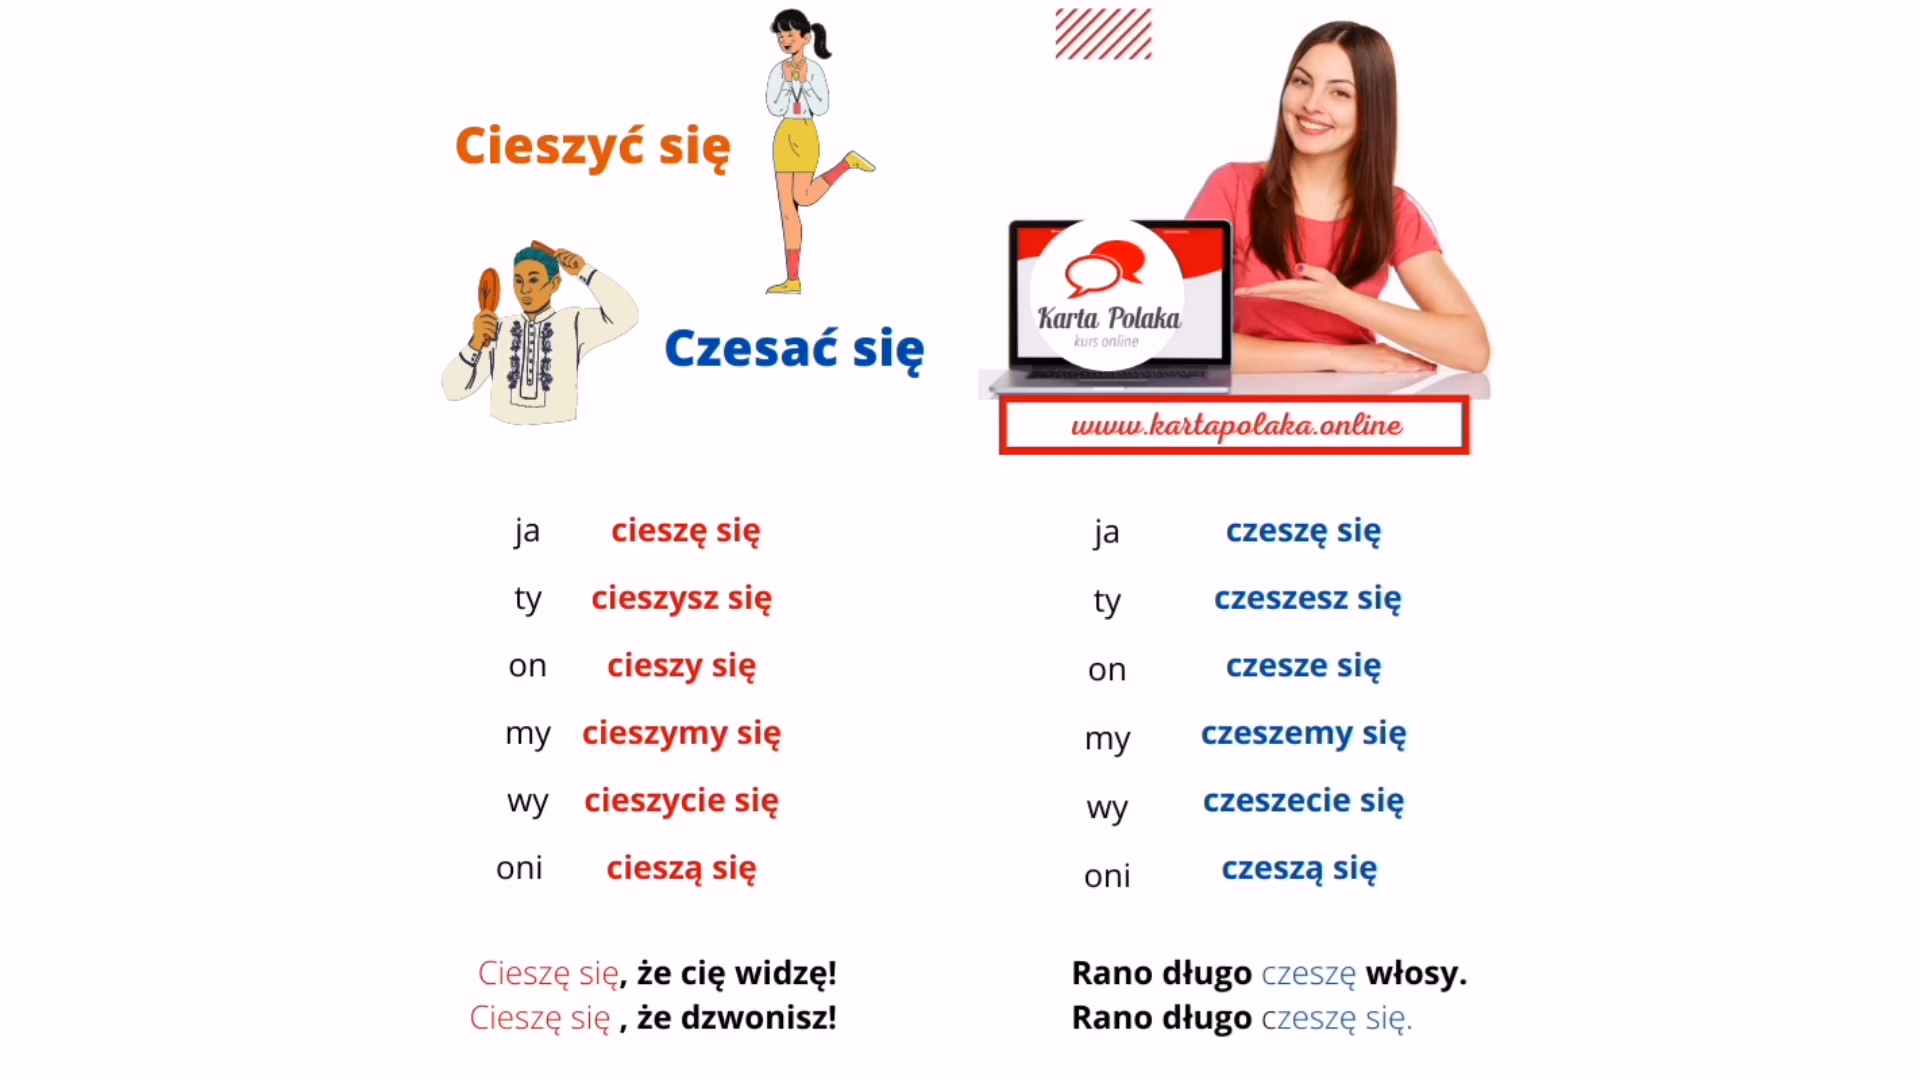 Cieszyć się
Czesać się
Karta Polaka
kurs online
www.kartapolaka.online
ja cieszę się
ty cieszysz się
on cieszy się
my cieszymy się
wy cieszycie się
oni cieszą się
Cieszę się, że cię widzę!
Cieszę się , że dzwonisz!
ja czeszę się
ty czeszesz się
on czesze się
my czeszemy się
wy czeszecie się
oni czeszą się
Rano długo czeszę włosy.
Rano długo czeszę się.